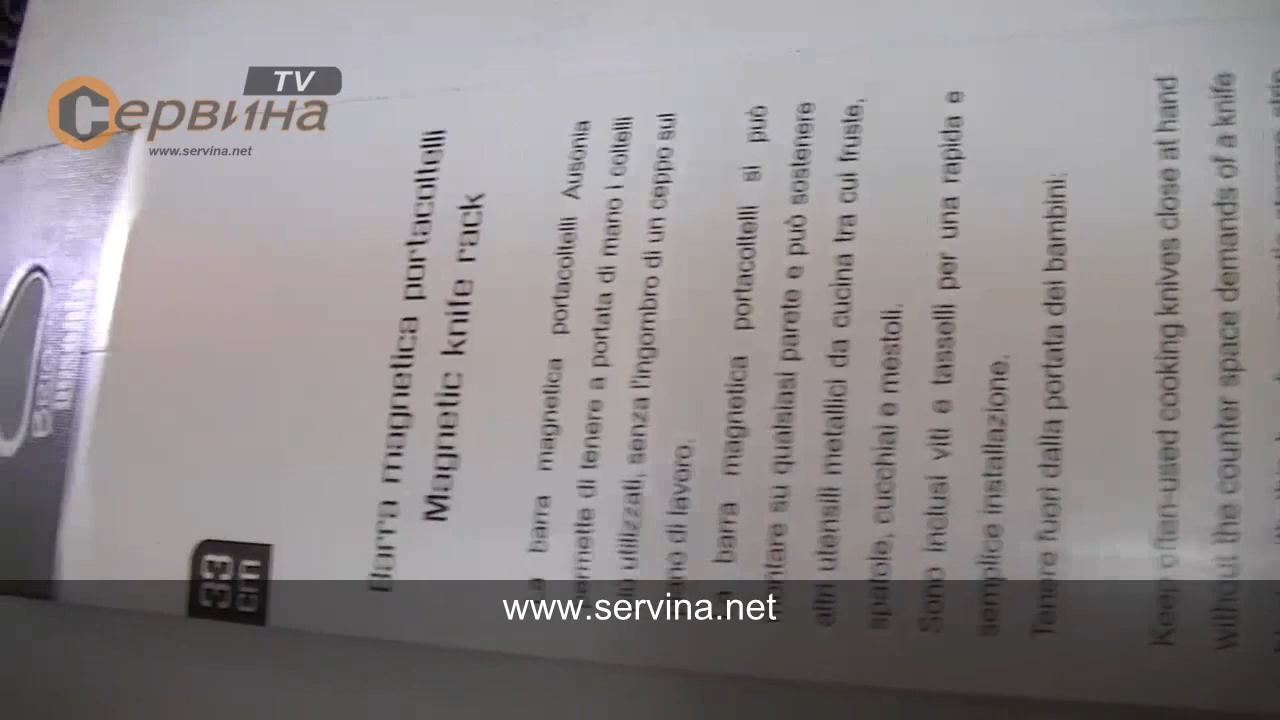 TV
Сервина
www.servina.net
33
cm
Barra magnetica portacoltelli
Magnetic knife rack
barra magnetica portacoltelli Ausonia
di tenere a portata di mano i coltelli
utilizzati, senza l'ingombro di un ceppo sul
di lavoro.
barra magnetica portacoltelli si può
montare su qualsiasi parete e può sostenere
altri utensili metallici da cucina tra cui fruste,
spatole, cucchiai e mestoli.
Sono inclusi viti e tasselli per una rapida e
semplice installazione.
Tenere fuori dalla portata dei bambini.
Keep often-used cooking knives close at hand
without the counter space demands of a knife
www.servina.net